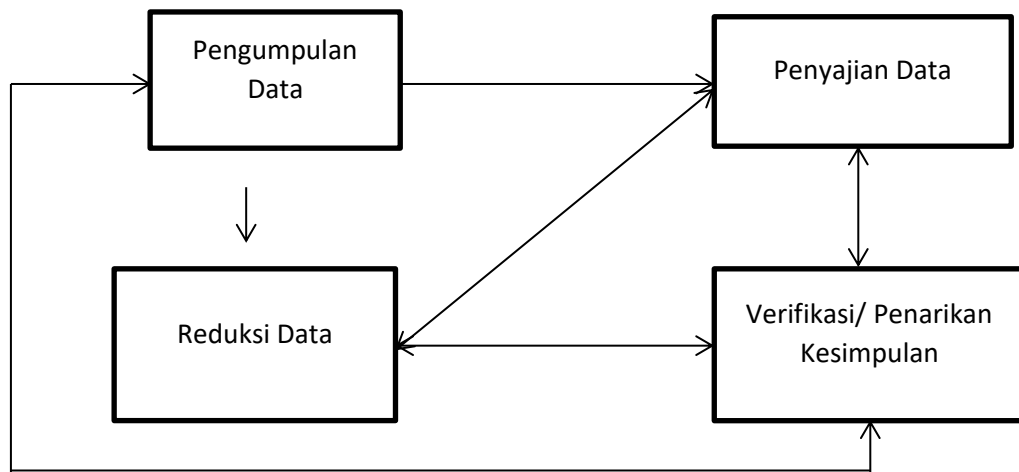 Pengumpulan
Data
Penyajian Data
Reduksi Data
Verifikasi/ Penarikan
Kesimpulan